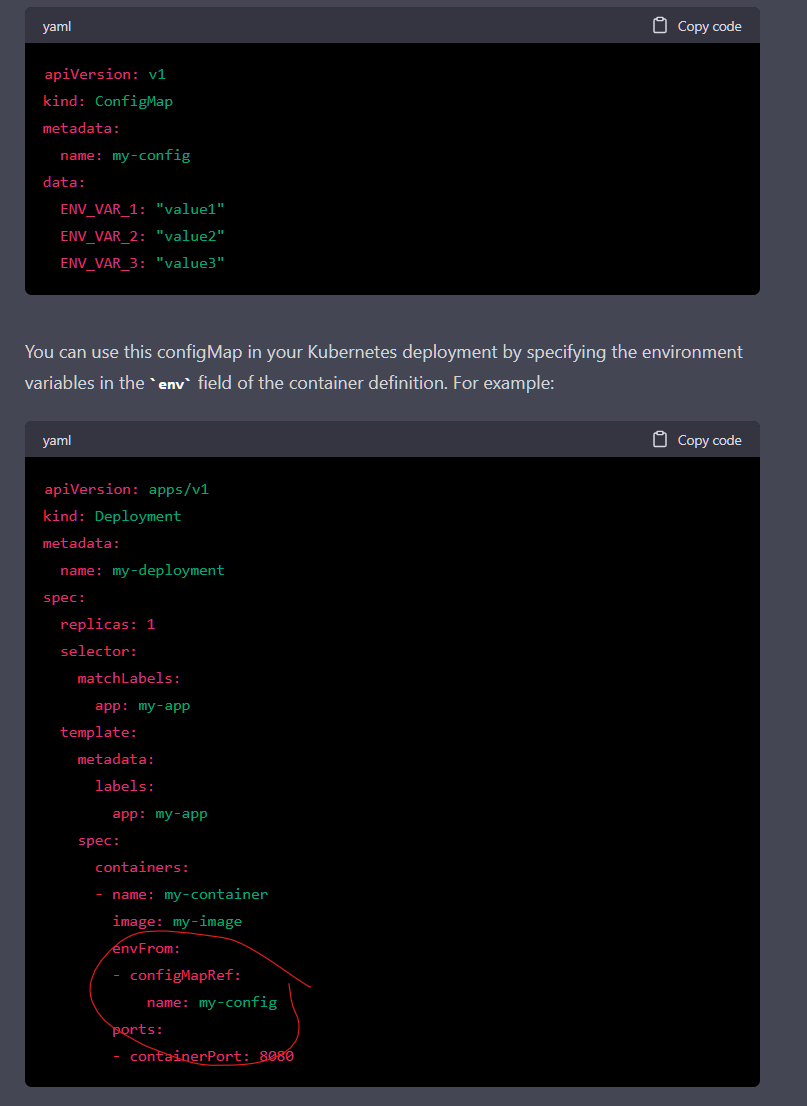 yaml
Copy code
apiVersion: v1
kind: ConfigMap
metadata:
  name: my-config
data:
  ENV_VAR_1: "value1"
  ENV_VAR_2: "value2"
  ENV_VAR_3: "value3"
You can use this configMap in your Kubernetes deployment by specifying the environment
variables in the `env` field of the container definition. For example:
yaml
Copy code
apiVersion: apps/v1
kind: Deployment
metadata:
  name: my-deployment
spec:
  replicas: 1
  selector:
    matchLabels:
      app: my-app
  template:
    metadata:
      labels:
        app: my-app
    spec:
      containers:
      - name: my-container
        image: my-image
        envFrom:
        - configMapRef:
            name: my-config
        ports:
        - containerPort: 8080